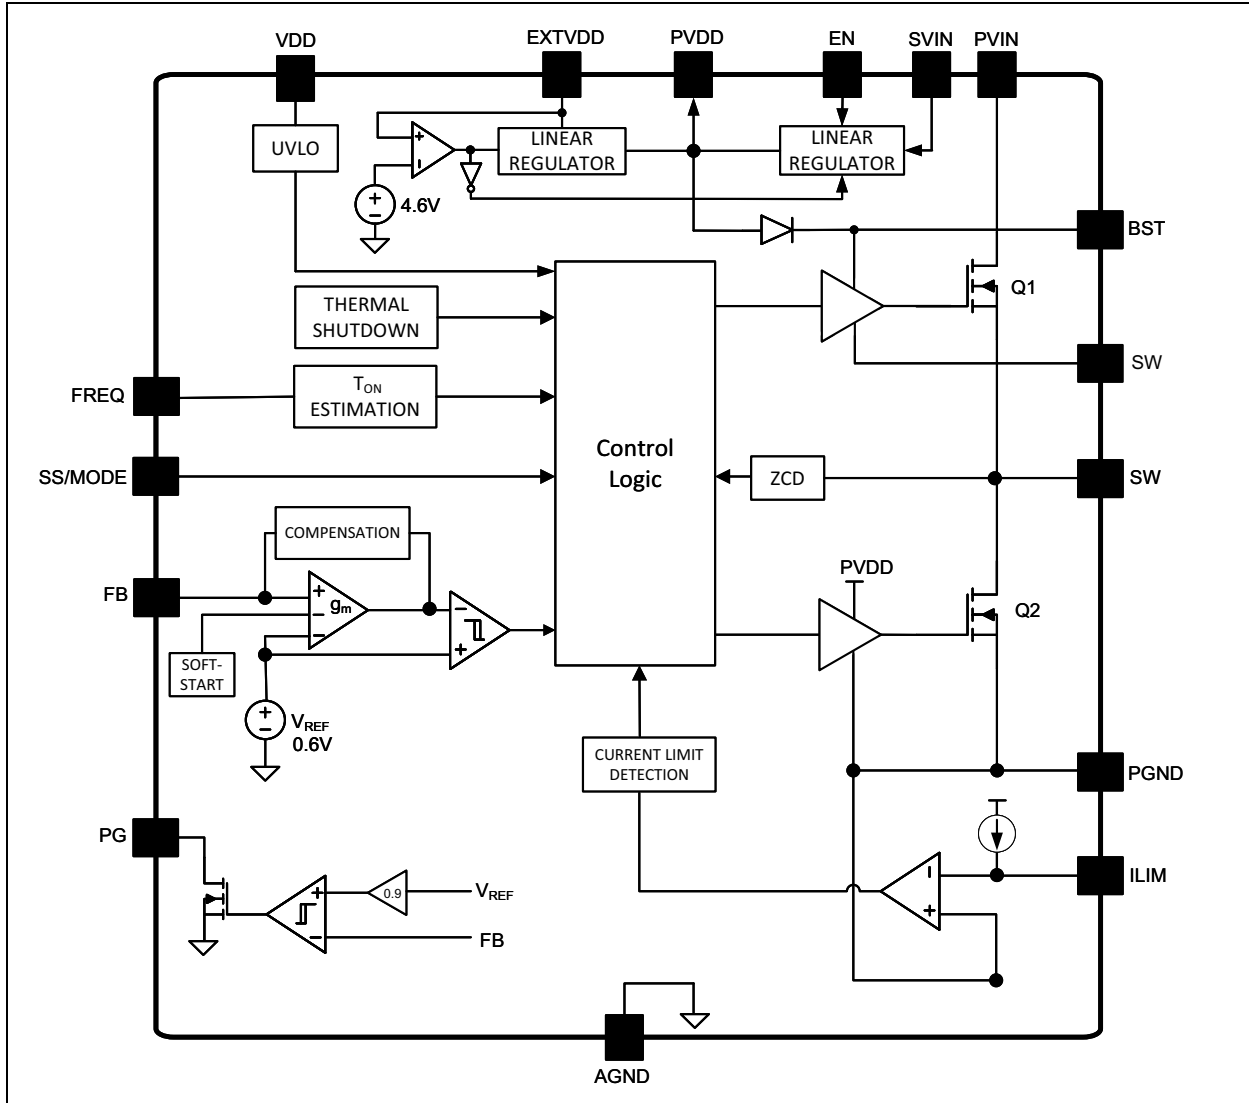 VDD
EXTVDD
PVDD
EN
SVIN
PVIN
UVLO
+
-
LINEAR
REGULATOR
LINEAR
REGULATOR
+
-
4.6V
BST
THERMAL
SHUTDOWN
Q1
SW
FREQ
TON
ESTIMATION
Control
Logic
SS/MODE
ZCD
SW
COMPENSATION
FB
+
gm
-
-
-
+
PVDD
Q2
SOFT-
START
+
-
VREF
0.6V
CURRENT LIMIT
DETECTION
PGND
PG
ILIM
-
+
+
0.9
VREF
-
FB
AGND